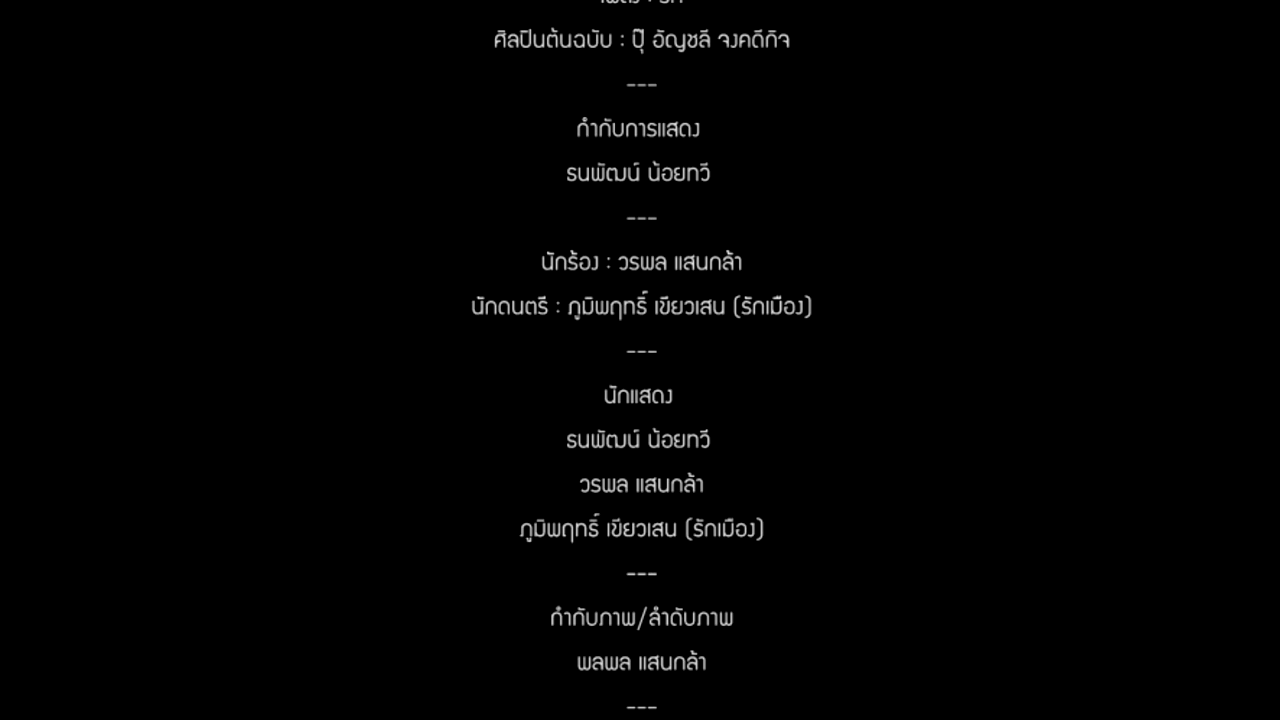 ศิลปินต้นฉบับ : ปุ๊ อัญชลี จงคดีกิจ
---
กำกับการแสดง
ธนพัฒน์ น้อยทวี
---
นักร้อง : วรพล แสนกล้า
นักดนตรี : ภูมิพฤทธิ์ เขียวเสน (รักเมือง)
---
นักแสดง
ธนพัฒน์ น้อยทวี
วรพล แสนกล้า
ภูมิพฤทธิ์ เขียวเสน (รักเมือง)
---
กำกับภาพ/ลำดับภาพ
พลพล แสนกล้า
---